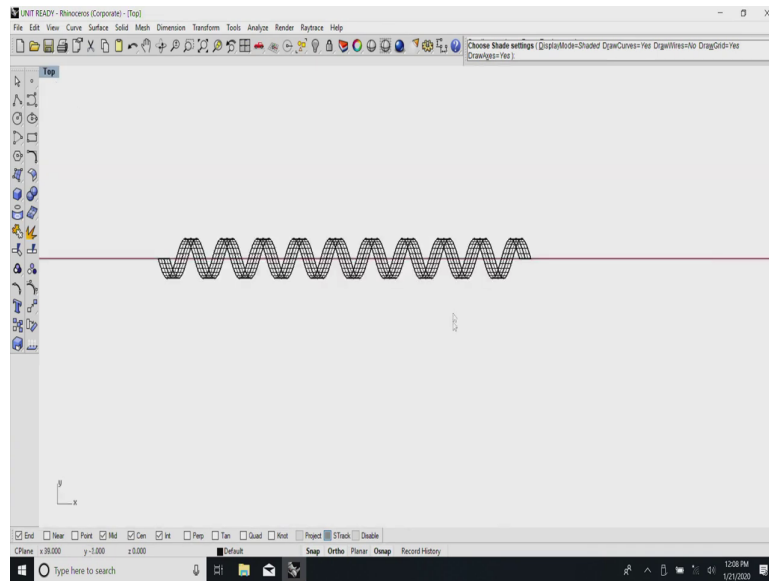 UNIT READY - Rhinoceros (Corporate) - [Top]
File Edit View Curve Surface Solid Mesh Dimension Transform Tools Analyze Render Raytrace Help
Choose Shade settings ( DisplayMode=Shaded DrawCurves=Yes DrawWires=No DrawGrid=Yes
DrawAxes=Yes ):
Top
y
x
End Near Point Mid Cen Int Perp Tan Quad Knot Project STrack Disable
CPlane x 39.000 y -1.000 z 0.000 Default Snap Ortho Planar Osnap Record History
Type here to search
12:08 PM
1/21/2020